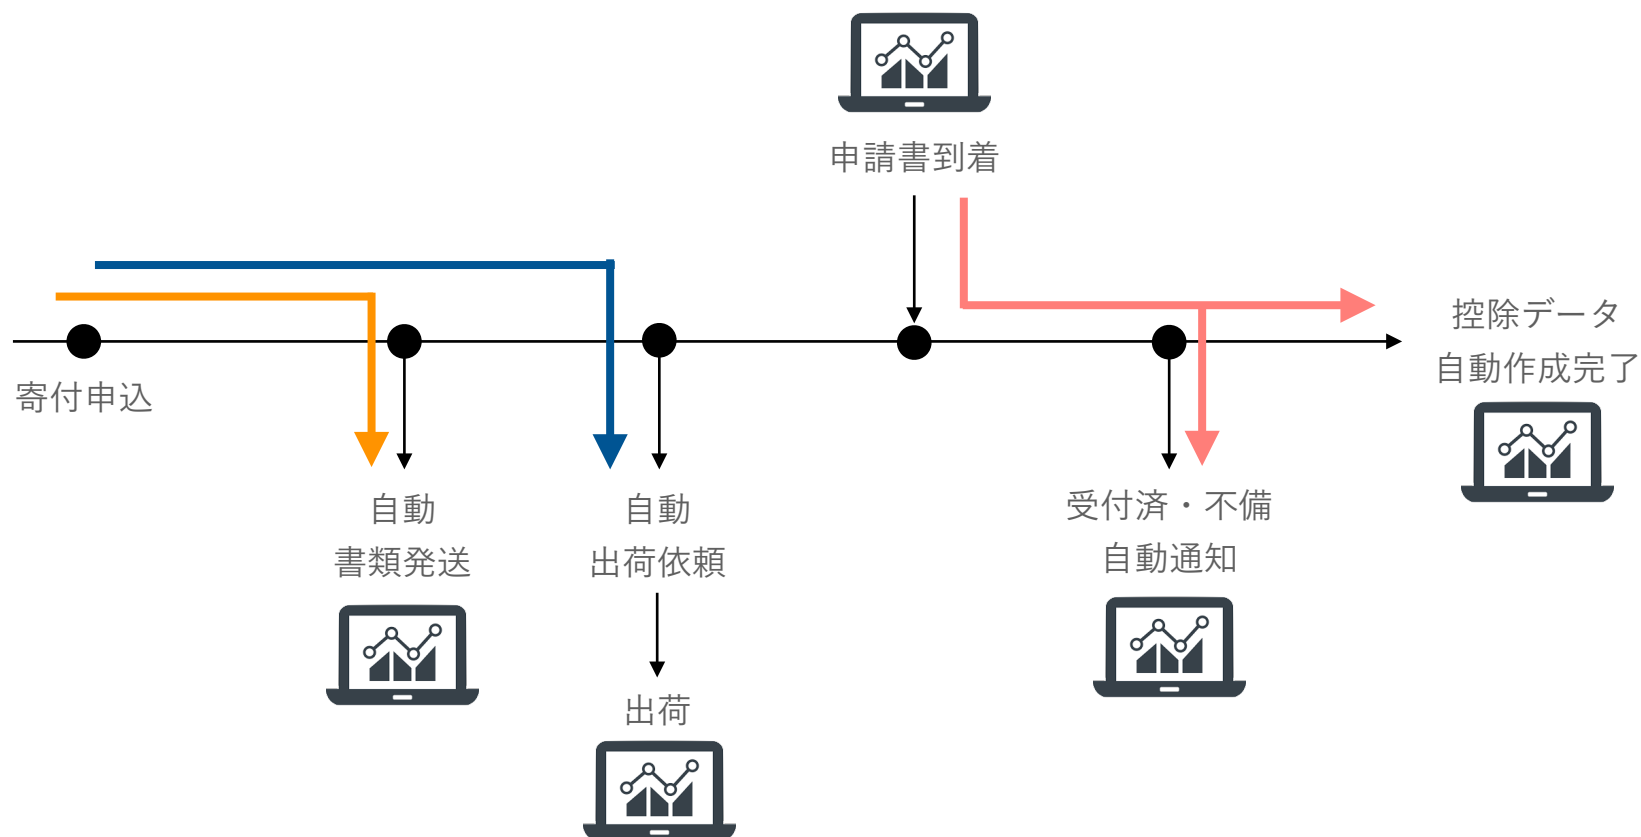 申請書到着
寄付申込
控除データ
自動作成完了
自動
書類発送
自動
出荷依頼
出荷
受付済・不備
自動通知